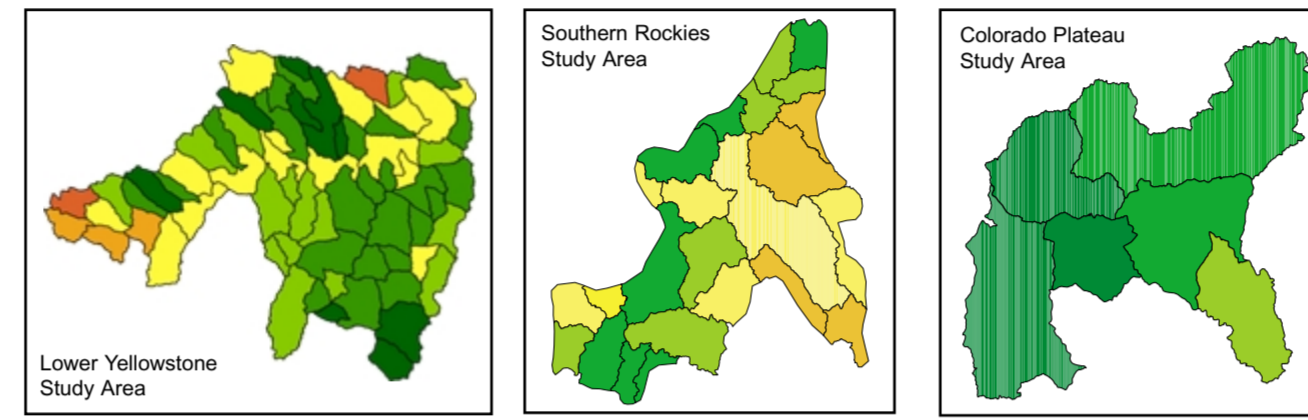 Lower Yellowstone
Study Area
Southern Rockies
Study Area
Colorado Plateau
Study Area